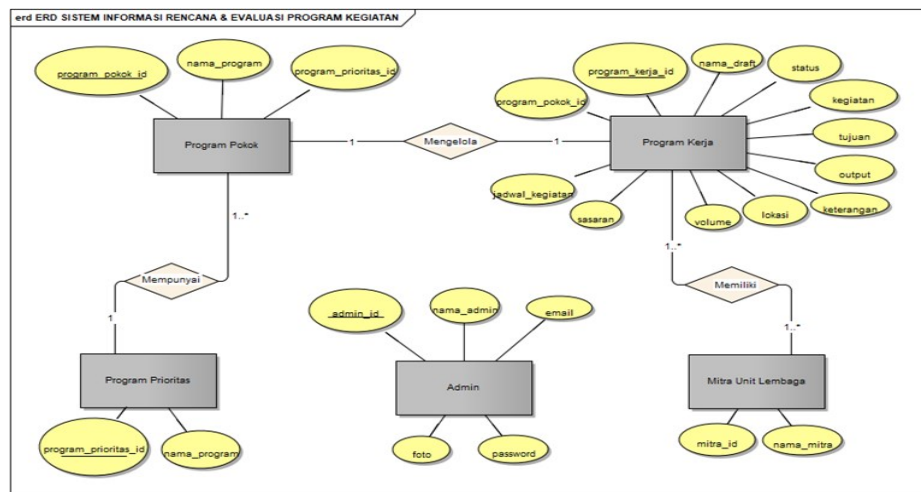 erd ERD SISTEM INFORMASI RENCANA & EVALUASI PROGRAM KEGIATAN
program_pokok_id
nama_program
program_prioritas_id
program_kerja_id
nama_draft
status
program_pokok_id
kegiatan
tujuan
output
keterangan
Program Pokok
1
Mengelola
1
Program Kerja
jadwal_kegiatan
sasaran
volume
lokasi
1..*
1..*
Mempunyai
Memiliki
1
1..*
admin_id
nama_admin
email
Program Prioritas
Admin
Mitra Unit Lembaga
program_prioritas_id
nama_program
foto
password
mitra_id
nama_mitra